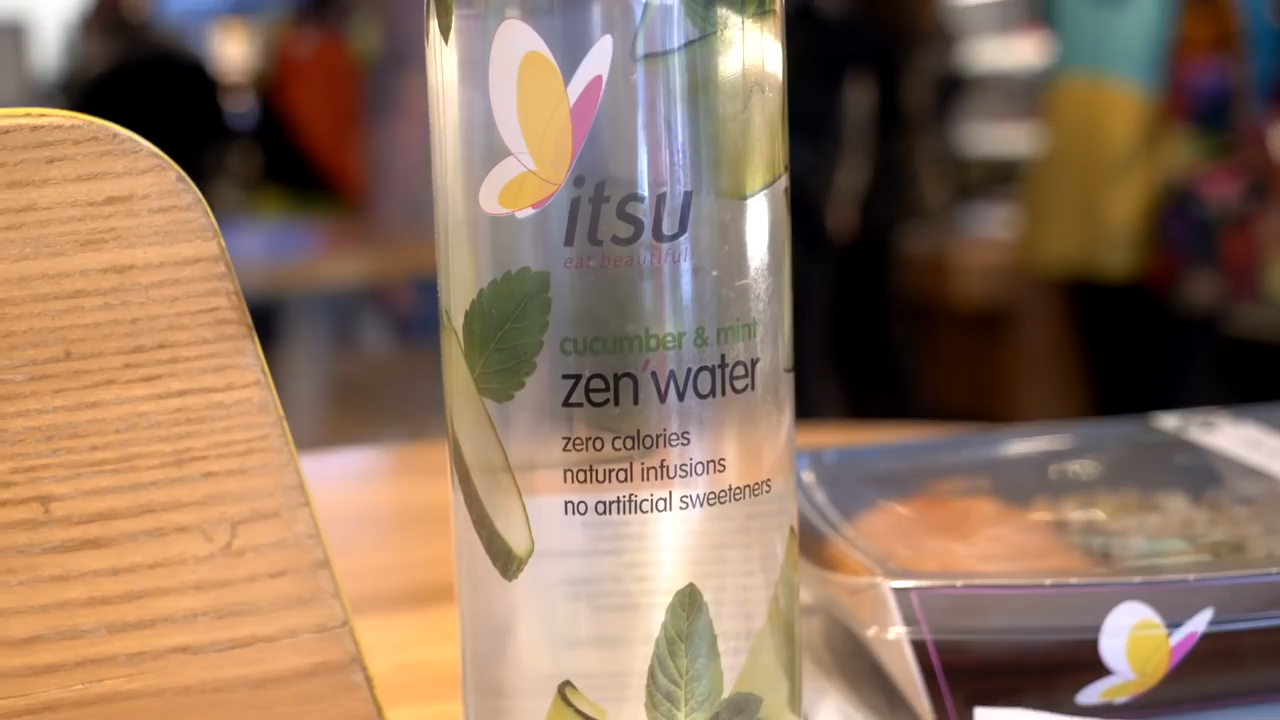 itsu
eat beautiful
cucumber & mint
zen'water
zero calories
natural infusions
no artificial sweeteners